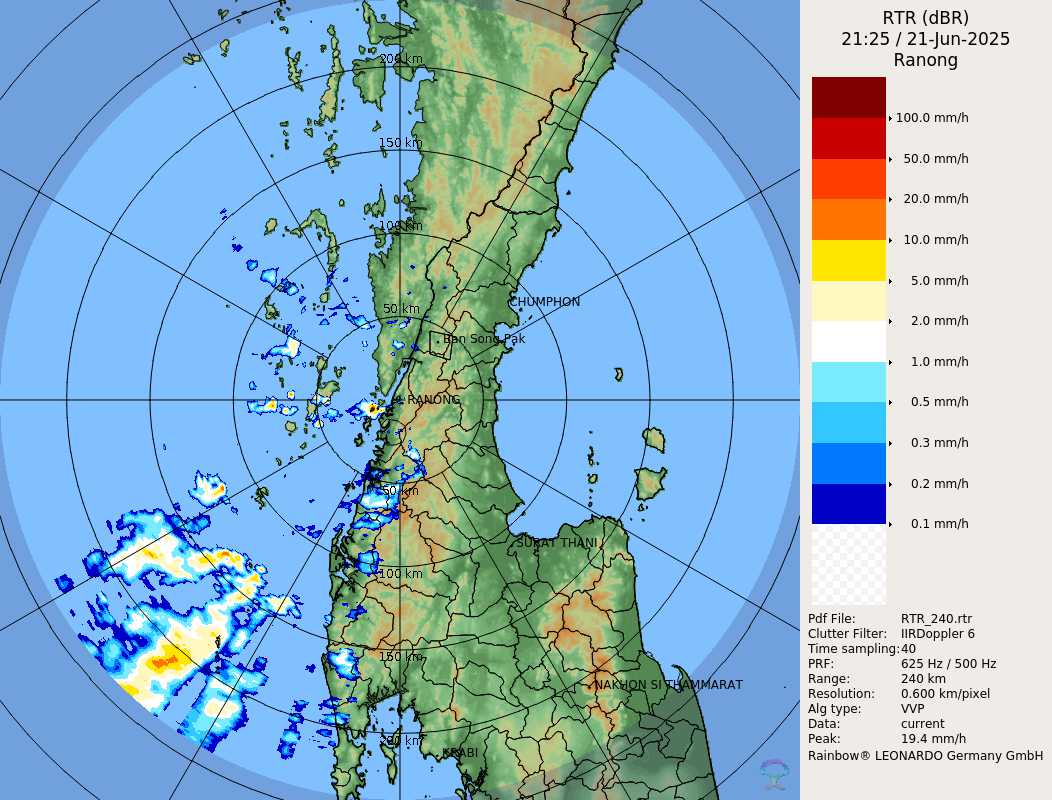 RTR (dBR)
21:25 / 21-Jun-2025
Ranong
100.0 mm/h
50.0 mm/h
20.0 mm/h
10.0 mm/h
5.0 mm/h
2.0 mm/h
1.0 mm/h
0.5 mm/h
0.3 mm/h
0.2 mm/h
0.1 mm/h
Pdf File: RTR_240.rtr
Clutter Filter: IIRDoppler 6
Time sampling:40
PRF: 625 Hz / 500 Hz
Range: 240 km
Resolution: 0.600 km/pixel
Alg type: VVP
Data: current
Peak: 19.4 mm/h
Rainbow® LEONARDO Germany GmbH
200 km
150 km
100 km
50 km
CHUMPHON
Ban Song Pak
RANONG
50 km
SURAT THANI
100 km
150 km
NAKHON SI THAMMARAT
200 km
KRABI